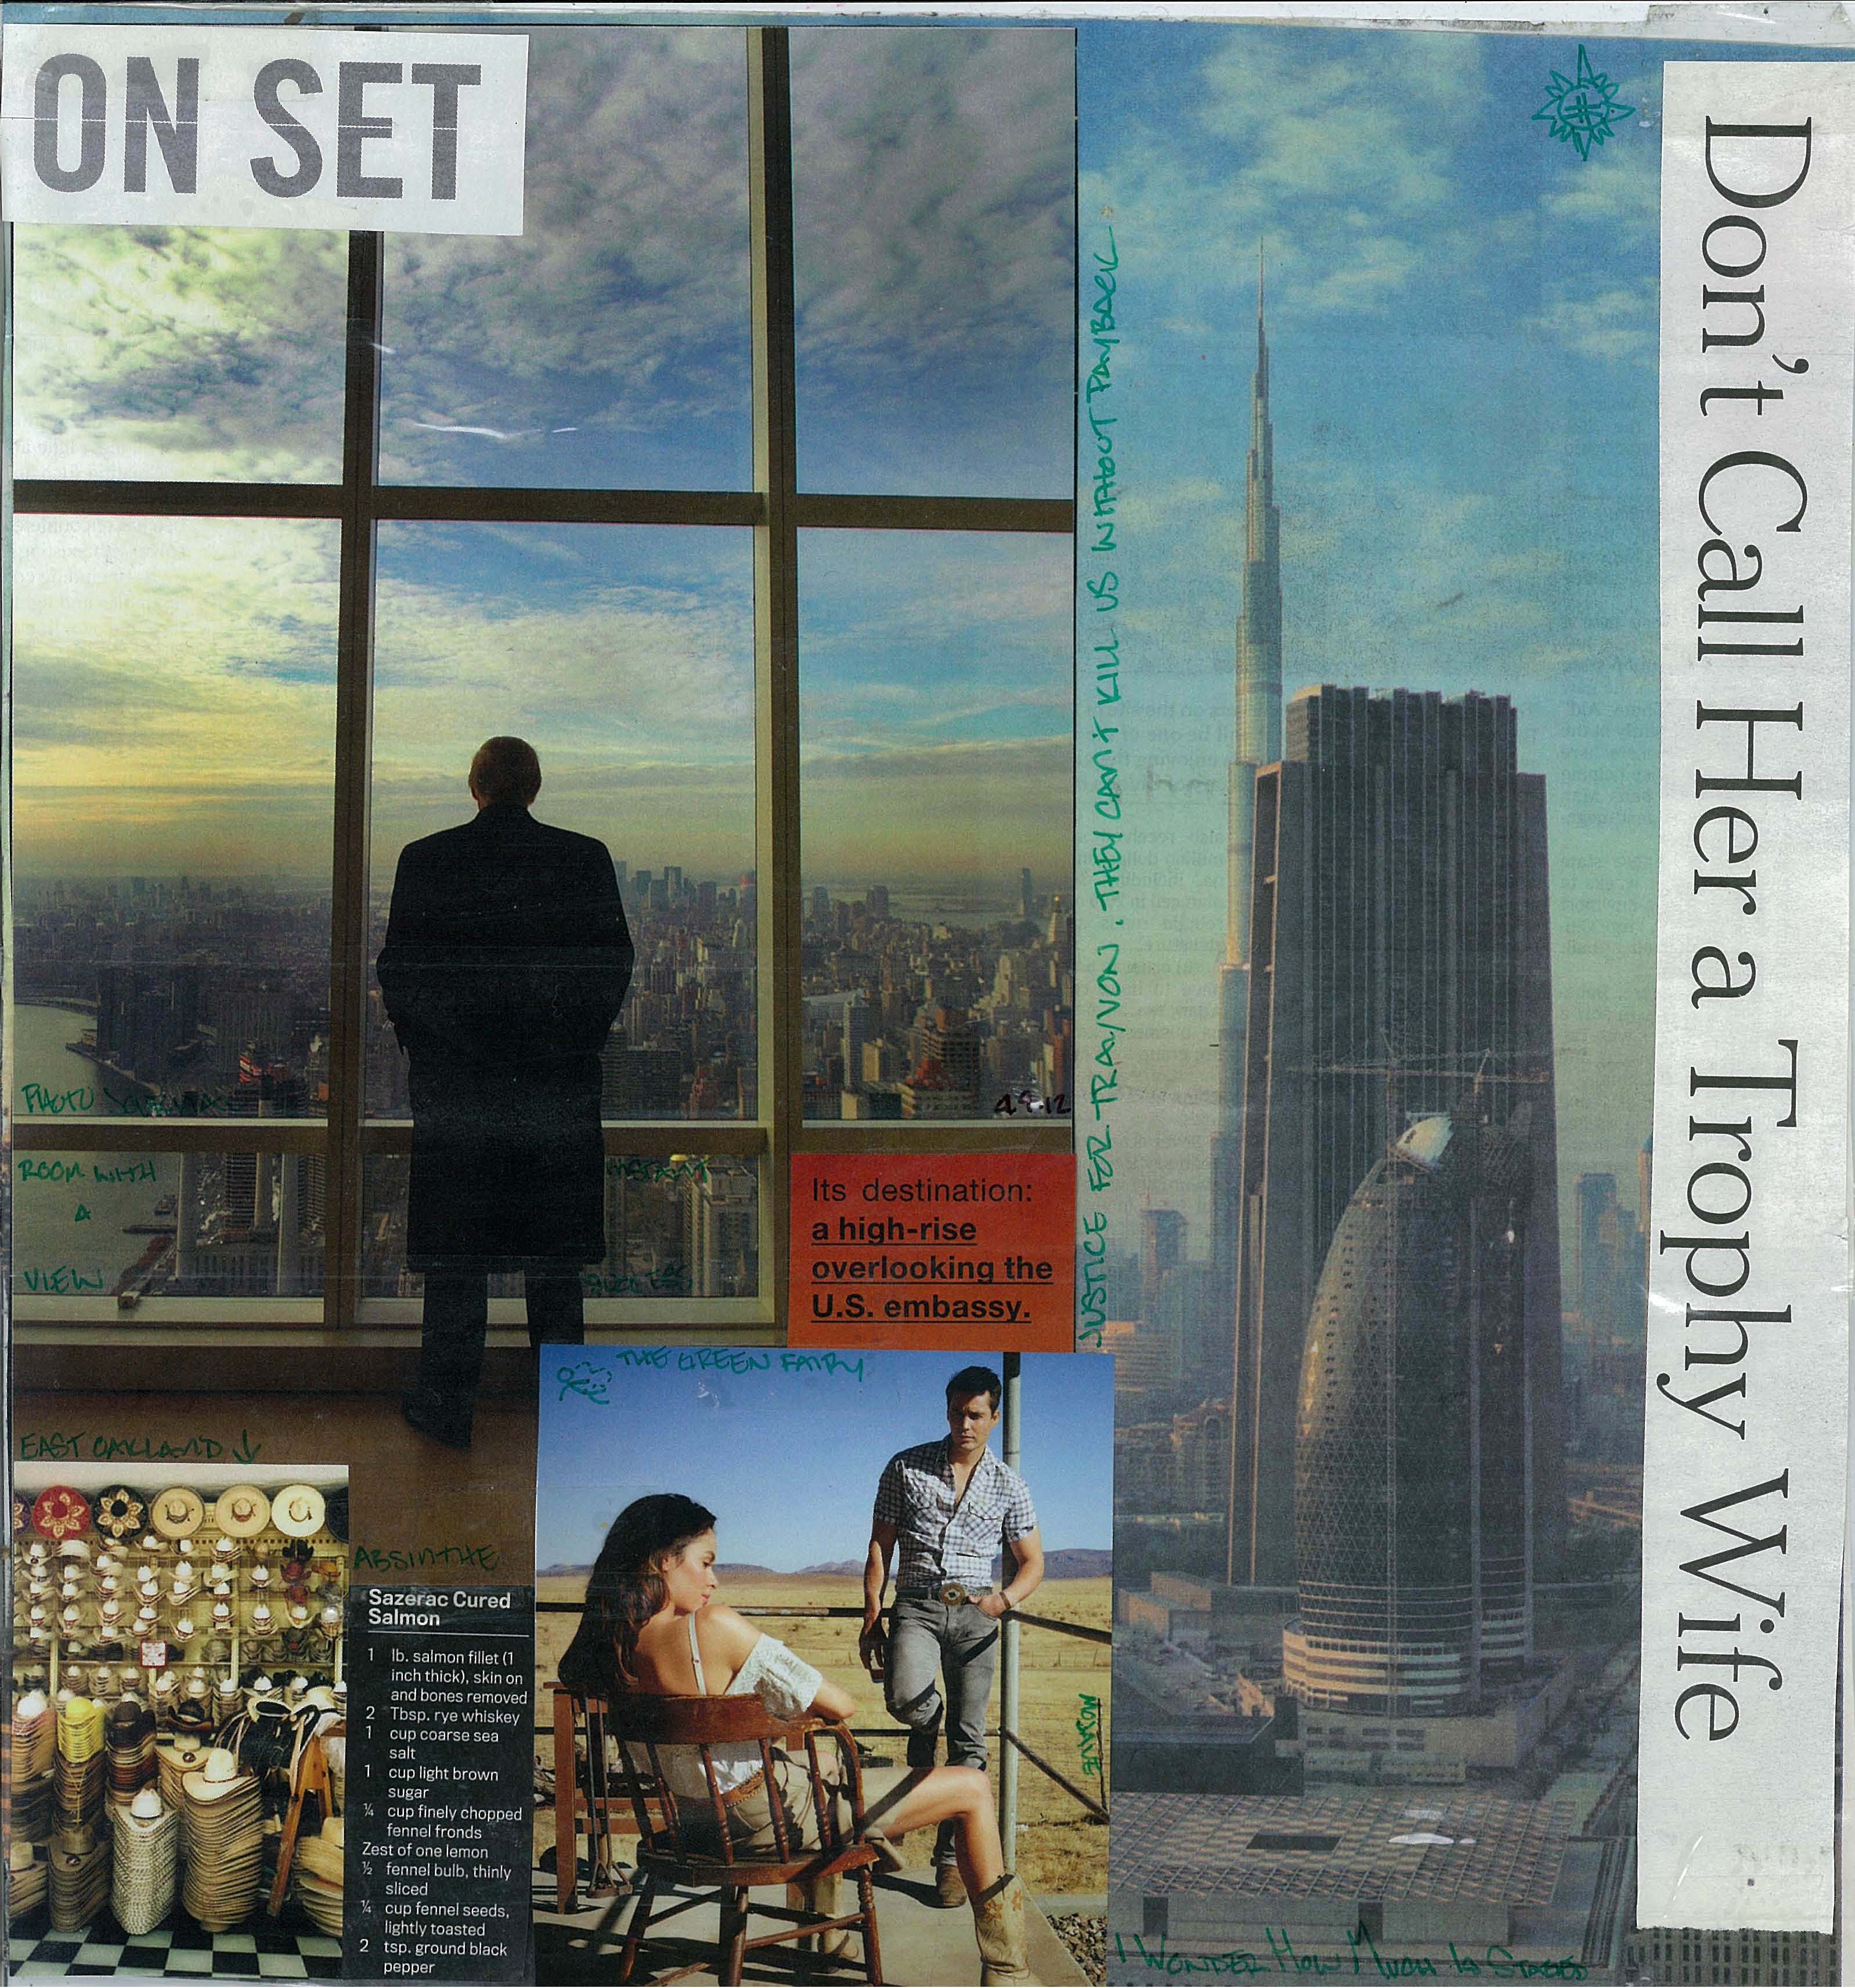 ON SET
Don't Call Her a Trophy Wife
JUSTICE FOR TRAYVON. THEY CAN'T KILL US WITHOUT PAYBACK.
4.9.12
PHOTO
ROOM WITH
A
VIEW
INSTANT
SUCCESS
Its destination:
a high-rise
overlooking the
U.S. embassy.
THE GREEN FAIRY
EAST OAKLAND ↓
ABSINTHE
Sazerac Cured
Salmon
1 lb. salmon fillet (1
inch thick), skin on
and bones removed
2 Tbsp. rye whiskey
1 cup coarse sea
salt
1 cup light brown
sugar
¼ cup finely chopped
fennel fronds
Zest of one lemon
½ fennel bulb, thinly
sliced
¼ cup fennel seeds,
lightly toasted
2 tsp. ground black
pepper
MOJAVE
I WONDER HOW MUCH IS STAGED